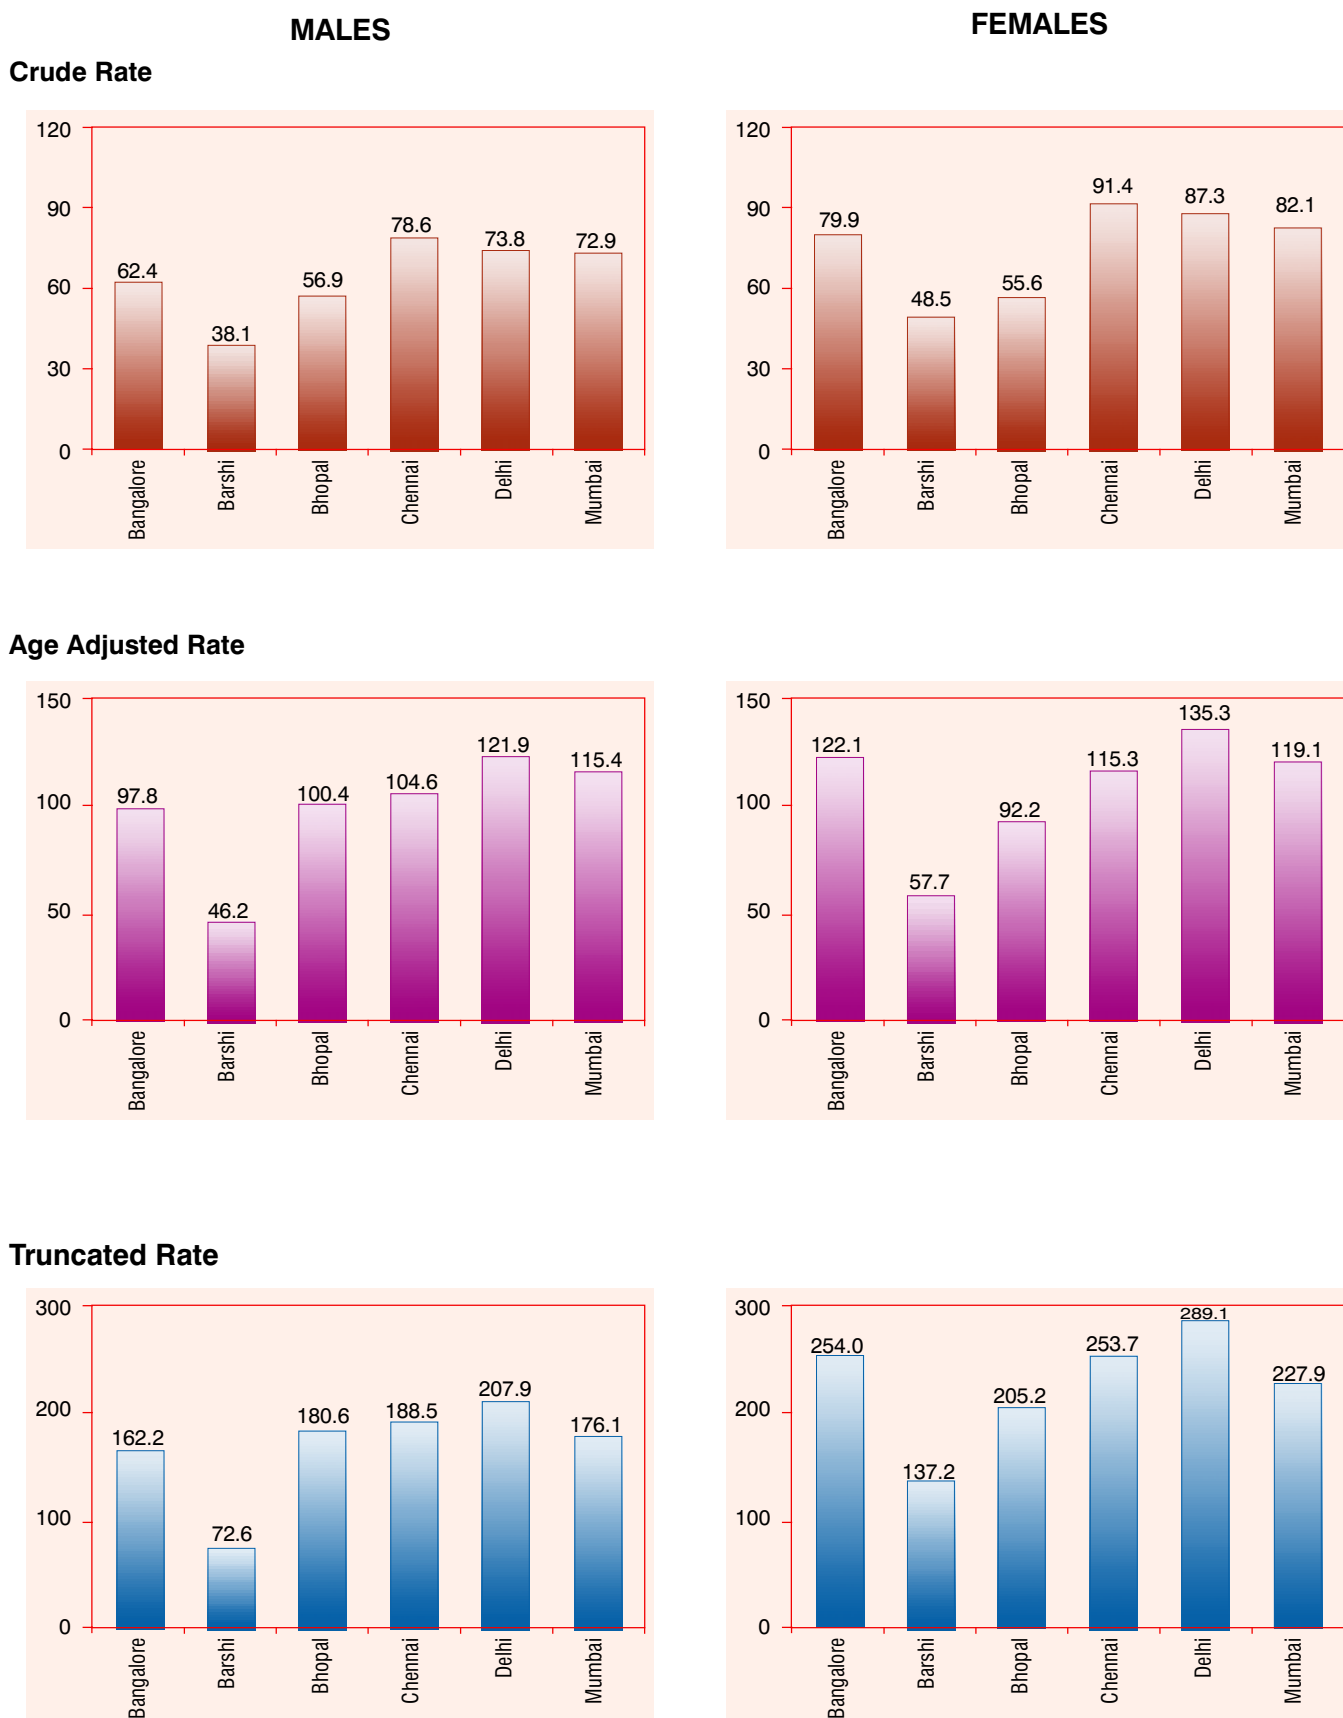 MALES
FEMALES
Crude Rate
120
90
60
30
0
62.4
38.1
56.9
78.6
73.8
72.9
Bangalore
Barshi
Bhopal
Chennai
Delhi
Mumbai
120
90
60
30
0
79.9
48.5
55.6
91.4
87.3
82.1
Bangalore
Barshi
Bhopal
Chennai
Delhi
Mumbai
Age Adjusted Rate
150
100
50
0
97.8
46.2
100.4
104.6
121.9
115.4
Bangalore
Barshi
Bhopal
Chennai
Delhi
Mumbai
150
100
50
0
122.1
57.7
92.2
115.3
135.3
119.1
Bangalore
Barshi
Bhopal
Chennai
Delhi
Mumbai
Truncated Rate
300
200
100
0
162.2
72.6
180.6
188.5
207.9
176.1
Bangalore
Barshi
Bhopal
Chennai
Delhi
Mumbai
300
200
100
0
254.0
137.2
205.2
253.7
289.1
227.9
Bangalore
Barshi
Bhopal
Chennai
Delhi
Mumbai